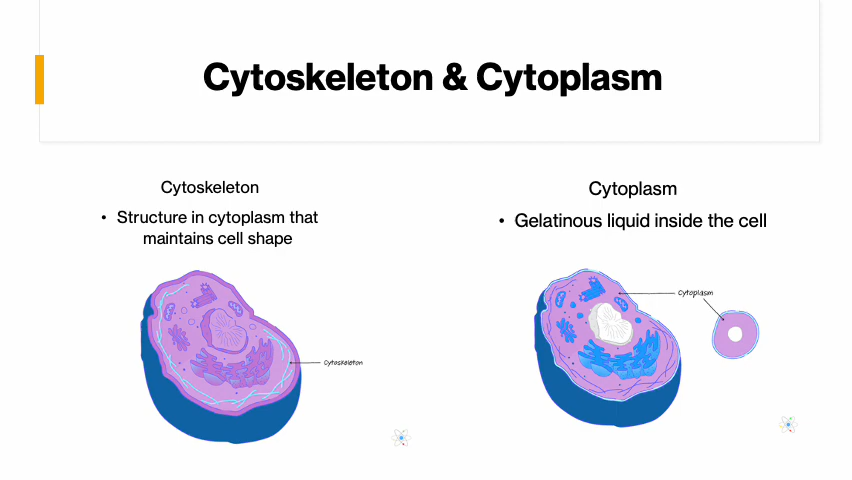 Cytoskeleton & Cytoplasm
Cytoskeleton
• Structure in cytoplasm that
maintains cell shape
Cytoskeleton
Cytoplasm
• Gelatinous liquid inside the cell
Cytoplasm